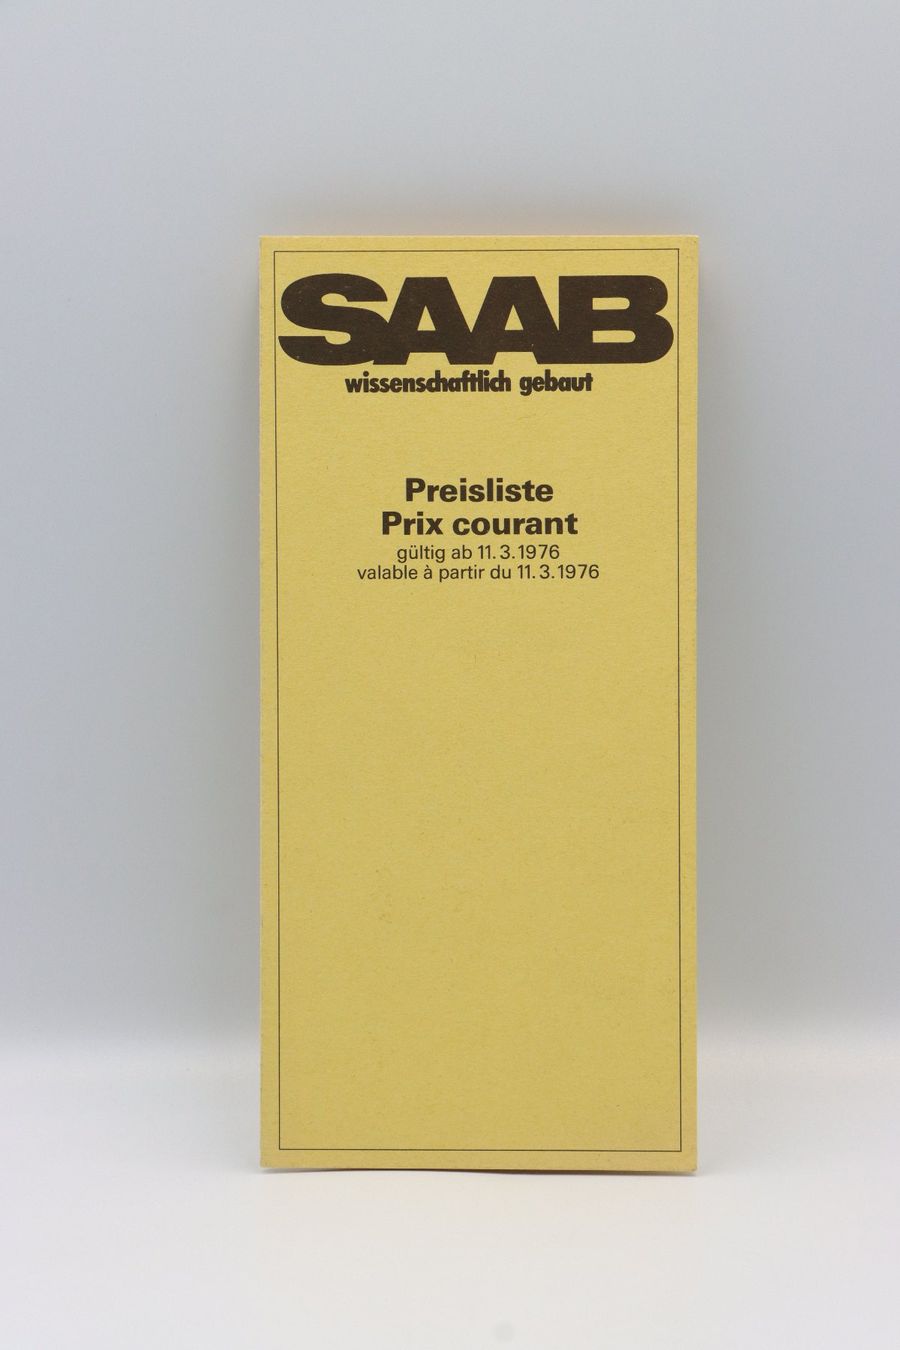 SAAB
wissenschaftlich gebaut
Preisliste
Prix courant
gültig ab 11.3.1976
valable à partir du 11.3.1976